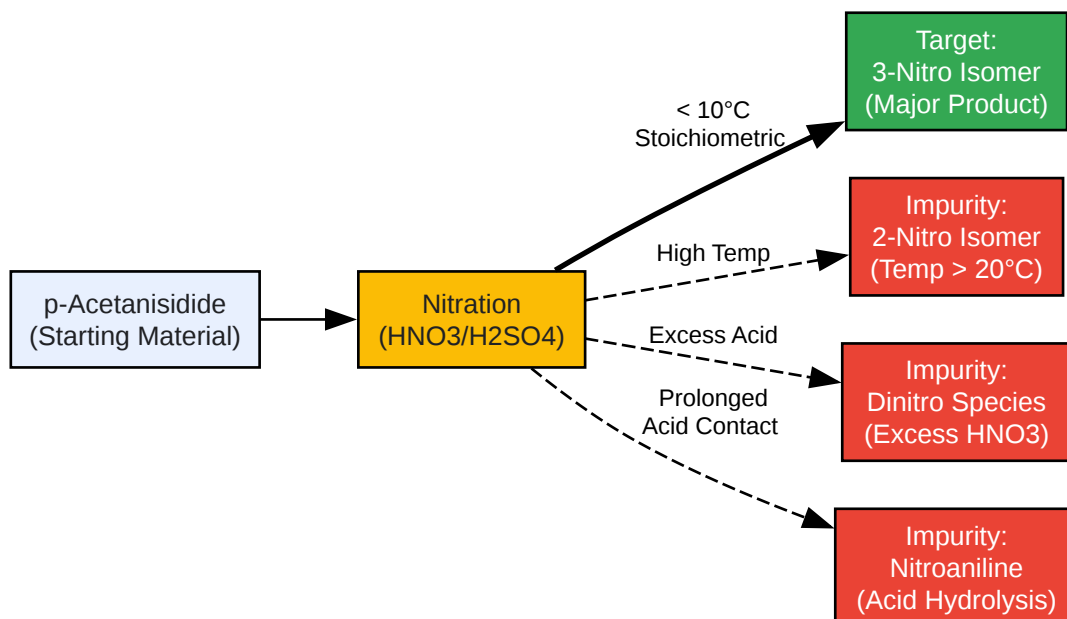 Target:
3-Nitro Isomer
(Major Product)
< 10°C
Stoichiometric
Impurity:
2-Nitro Isomer
(Temp > 20°C)
High Temp
p-Acetanisidide
(Starting Material)
Nitration
(HNO3/H2SO4)
Excess Acid
Impurity:
Dinitro Species
(Excess HNO3)
Prolonged
Acid Contact
Impurity:
Nitroaniline
(Acid Hydrolysis)